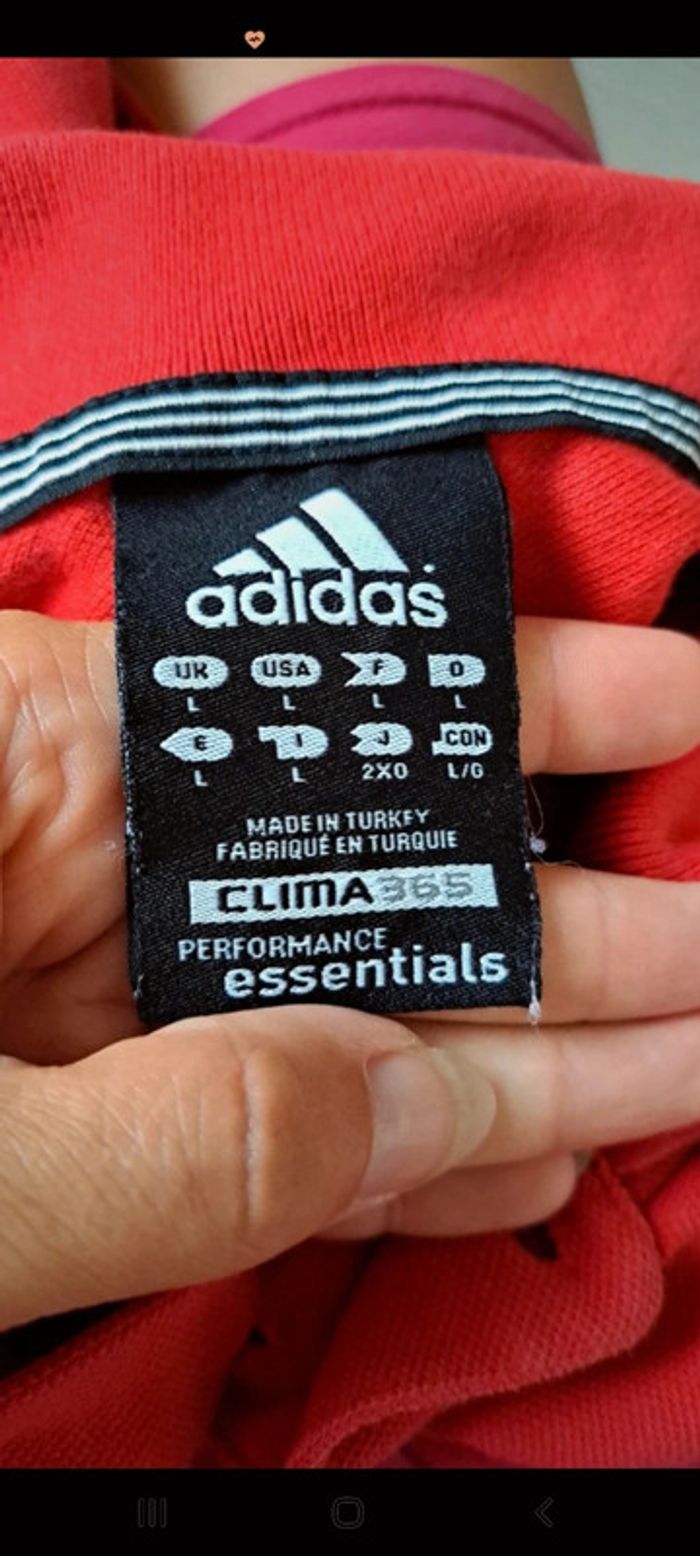 adidas
UK USA F D
L L L L
E I J CON
L L 2XO L/G
MADE IN TURKEY
FABRIQUÉ EN TURQUIE
CLIMA365
PERFORMANCE
essentials